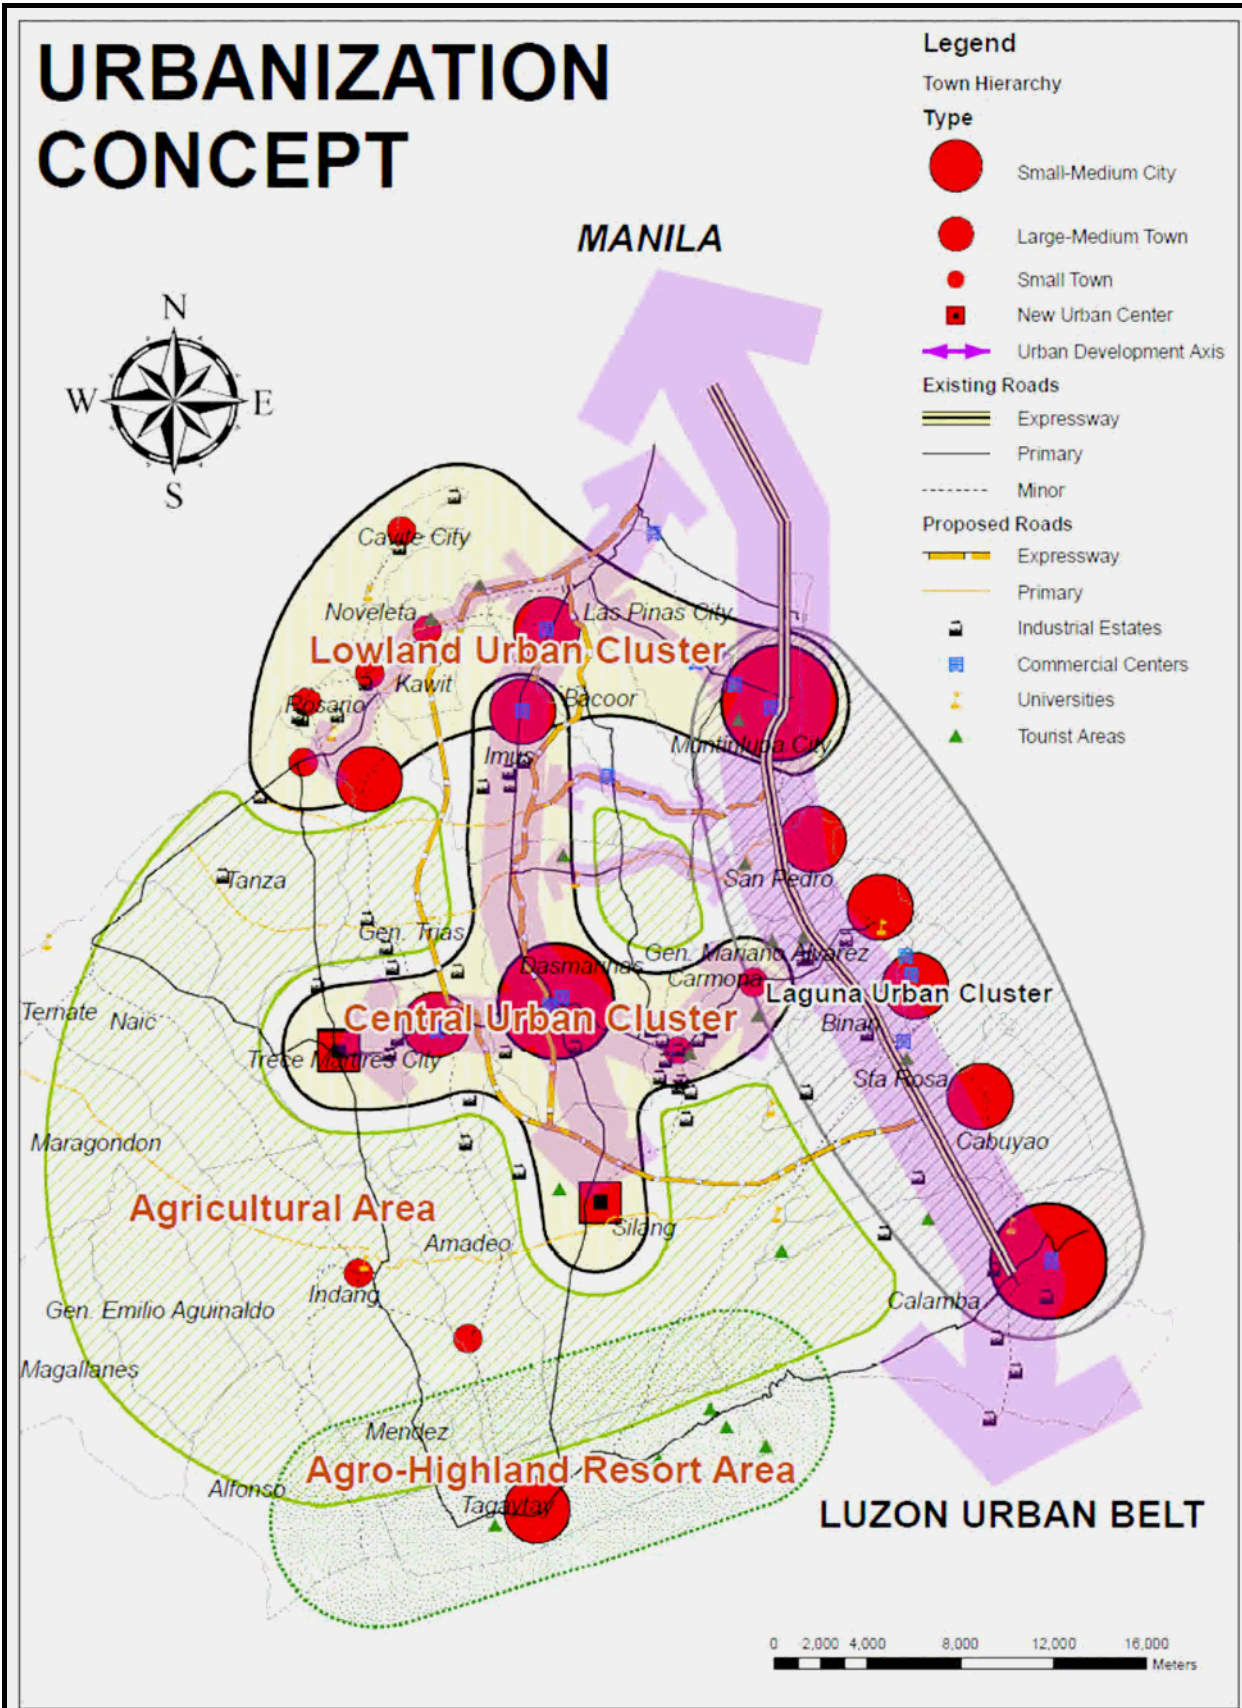 URBANIZATION
CONCEPT
Legend
Town Hierarchy
Type
Small-Medium City
Large-Medium Town
Small Town
New Urban Center
Urban Development Axis
Existing Roads
Expressway
Primary
Minor
Proposed Roads
Expressway
Primary
Industrial Estates
Commercial Centers
Universities
Tourist Areas
MANILA
N
W
E
S
Cavite City
Noveleta
Las Pinas City
Lowland Urban Cluster
Kawit
Rosario
Bacoor
Muntinlupa City
Imus
Tanza
San Pedro
Gen. Trias
Gen. Mariano Alvarez
Dasmarinas
Carmona
Laguna Urban Cluster
Ternate
Naic
Central Urban Cluster
Binan
Trece Martires City
Sta Rosa
Maragondon
Cabuyao
Agricultural Area
Silang
Amadeo
Indang
Calamba
Gen. Emilio Aguinaldo
Magallanes
Mendez
Agro-Highland Resort Area
Alfonso
Tagaytay
LUZON URBAN BELT
0 2,000 4,000 8,000 12,000 16,000
Meters